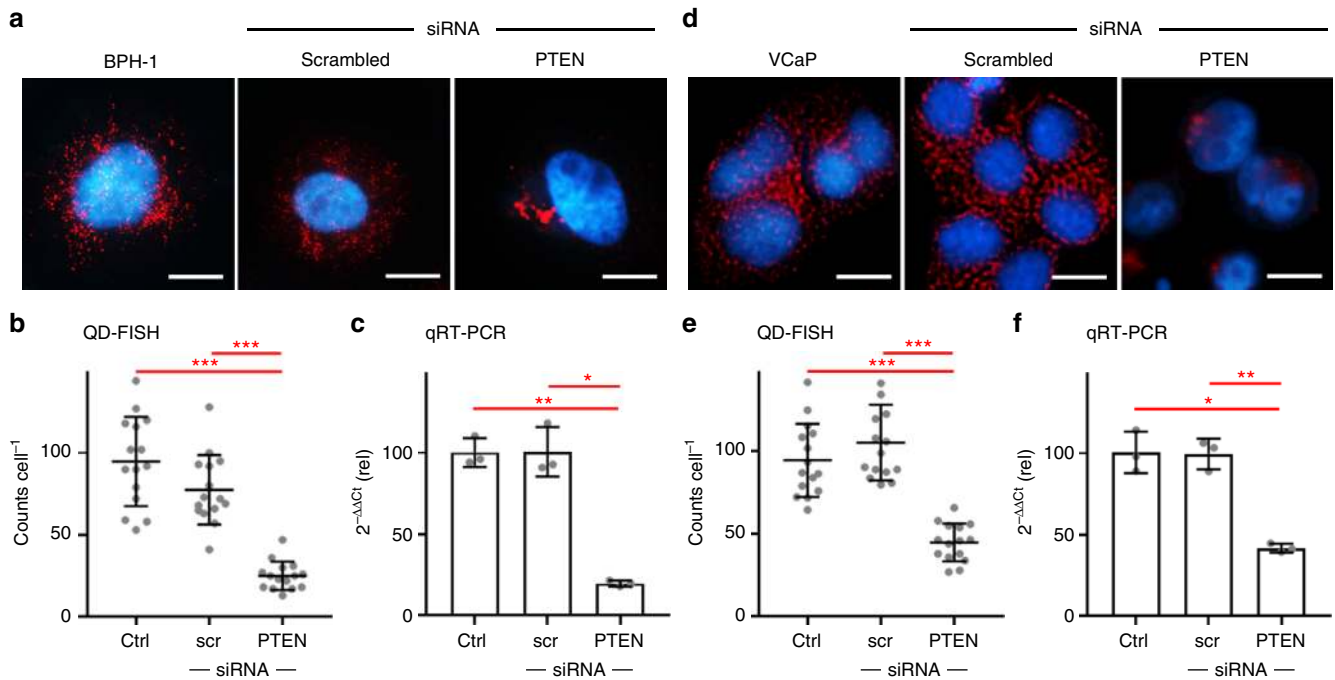 a
siRNA
BPH-1
Scrambled
PTEN
d
siRNA
VCaP
Scrambled
PTEN
b
QD-FISH
***
***
Counts cell⁻¹
100
50
0
Ctrl
scr
PTEN
siRNA
c
qRT-PCR
*
**
2⁻ΔΔCt (rel)
100
50
0
Ctrl
scr
PTEN
siRNA
e
QD-FISH
***
***
Counts cell⁻¹
100
50
0
Ctrl
scr
PTEN
siRNA
f
qRT-PCR
**
*
2⁻ΔΔCt (rel)
100
50
0
Ctrl
scr
PTEN
siRNA